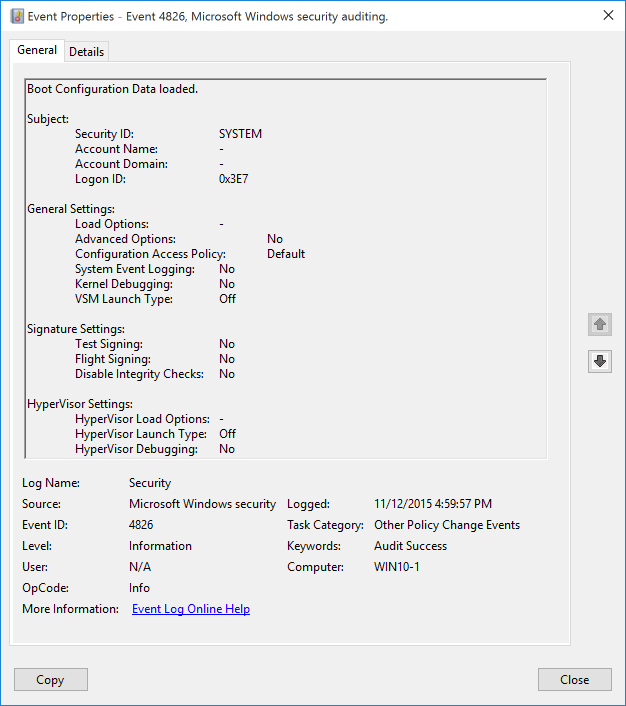 Event Properties - Event 4826, Microsoft Windows security auditing.
General Details
Boot Configuration Data loaded.
Subject:
Security ID: SYSTEM
Account Name: -
Account Domain: -
Logon ID: 0x3E7
General Settings:
Load Options: -
Advanced Options: No
Configuration Access Policy: Default
System Event Logging: No
Kernel Debugging: No
VSM Launch Type: Off
Signature Settings:
Test Signing: No
Flight Signing: No
Disable Integrity Checks: No
HyperVisor Settings:
HyperVisor Load Options: -
HyperVisor Launch Type: Off
HyperVisor Debugging: No
Log Name: Security
Source: Microsoft Windows security Logged: 11/12/2015 4:59:57 PM
Event ID: 4826 Task Category: Other Policy Change Events
Level: Information Keywords: Audit Success
User: N/A Computer: WIN10-1
OpCode: Info
More Information: Event Log Online Help
Copy Close